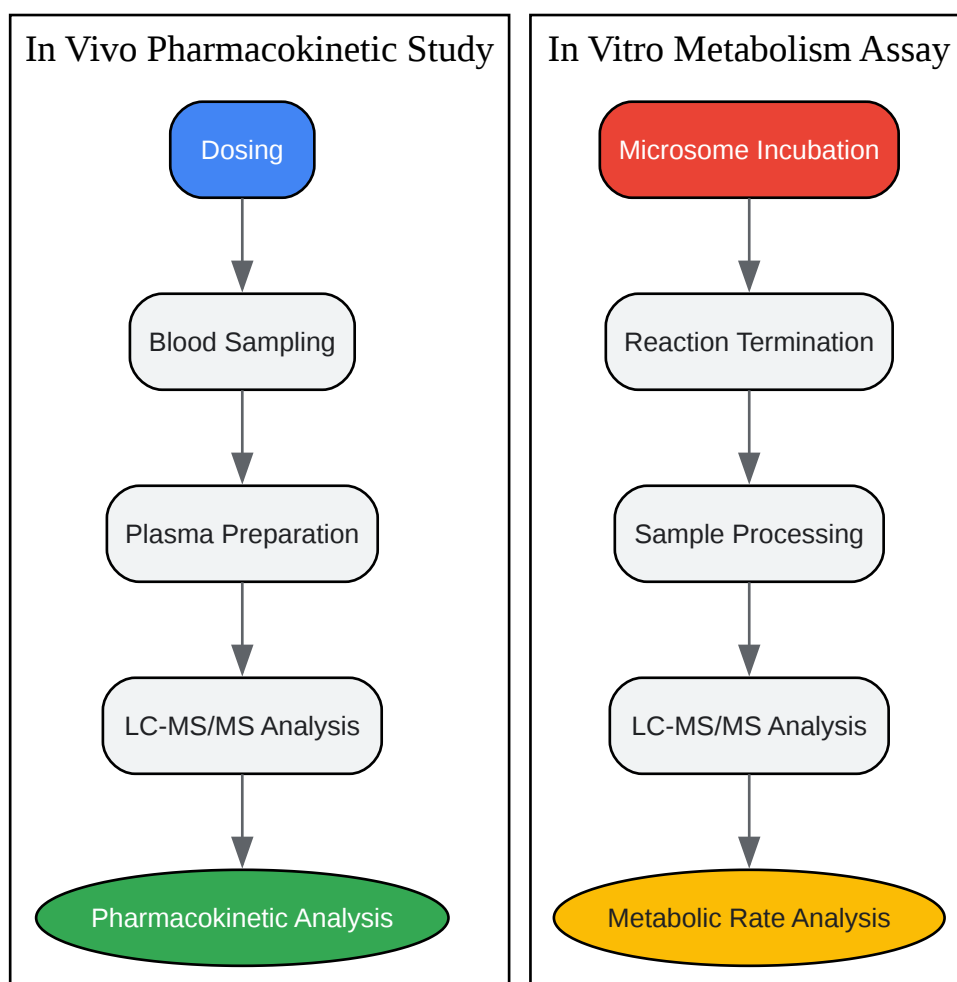 In Vivo Pharmacokinetic Study
Dosing
Blood Sampling
Plasma Preparation
LC-MS/MS Analysis
Pharmacokinetic Analysis
In Vitro Metabolism Assay
Microsome Incubation
Reaction Termination
Sample Processing
LC-MS/MS Analysis
Metabolic Rate Analysis